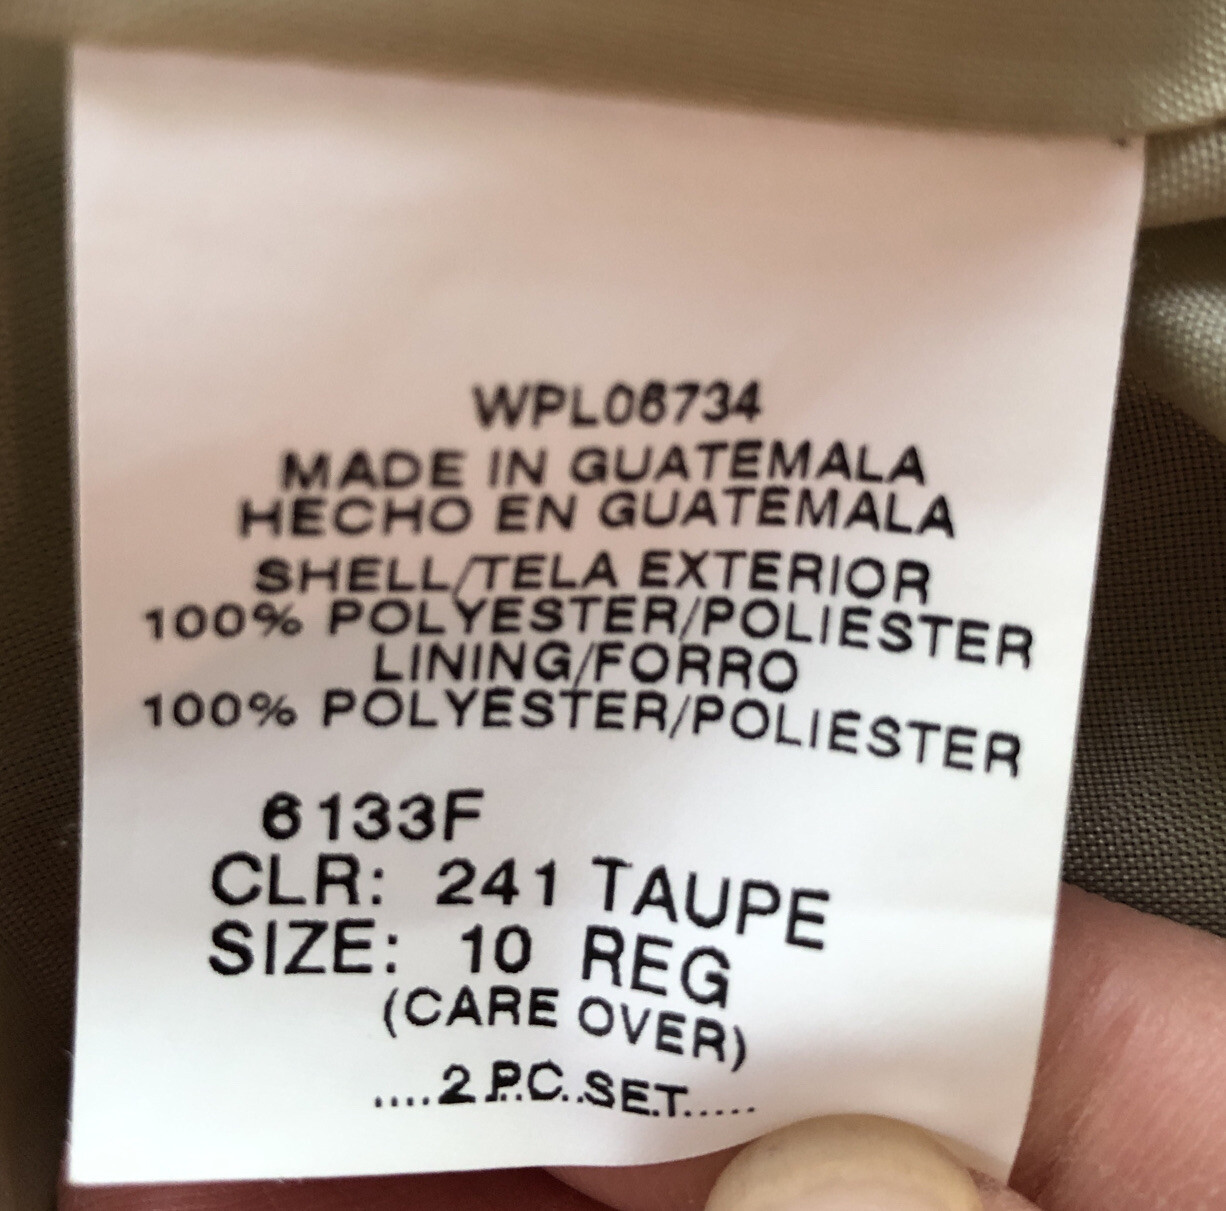 WPL06734
MADE IN GUATEMALA
HECHO EN GUATEMALA
SHELL/TELA EXTERIOR
100% POLYESTER/POLIESTER
LINING/FORRO
100% POLYESTER/POLIESTER
6133F
CLR: 241 TAUPE
SIZE: 10 REG
(CARE OVER)
....2 P.C..SET.....